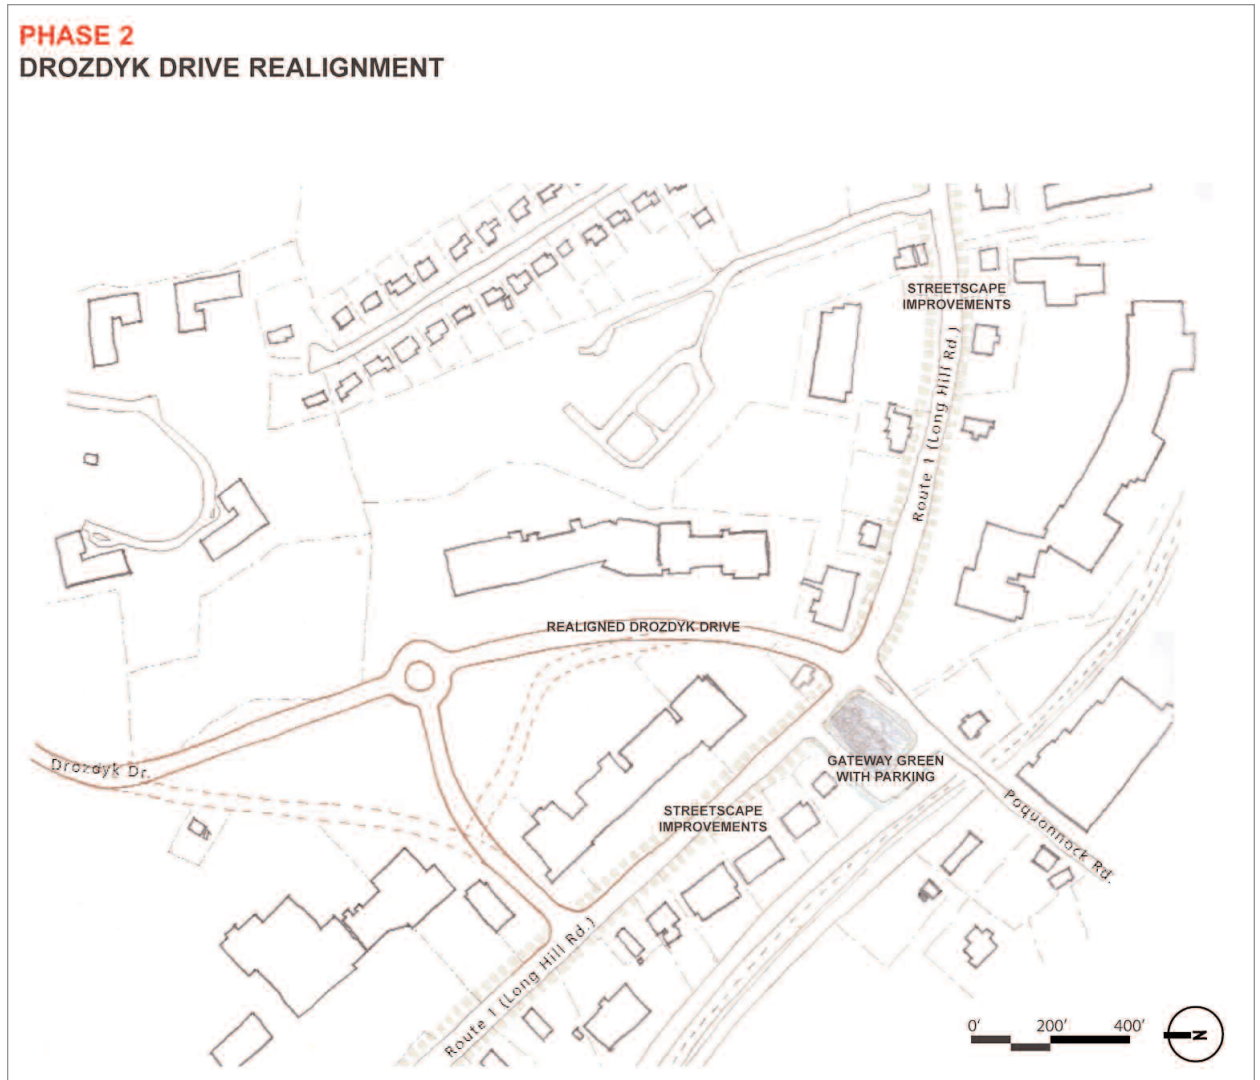 PHASE 2
DROZDYK DRIVE REALIGNMENT
STREETSCAPE
IMPROVEMENTS
Route 1 (Long Hill Rd.)
REALIGNED DROZDYK DRIVE
Drozdyk Dr.
GATEWAY GREEN
WITH PARKING
STREETSCAPE
IMPROVEMENTS
Poquonnock Rd.
Route 1 (Long Hill Rd.)
0' 200' 400'
N